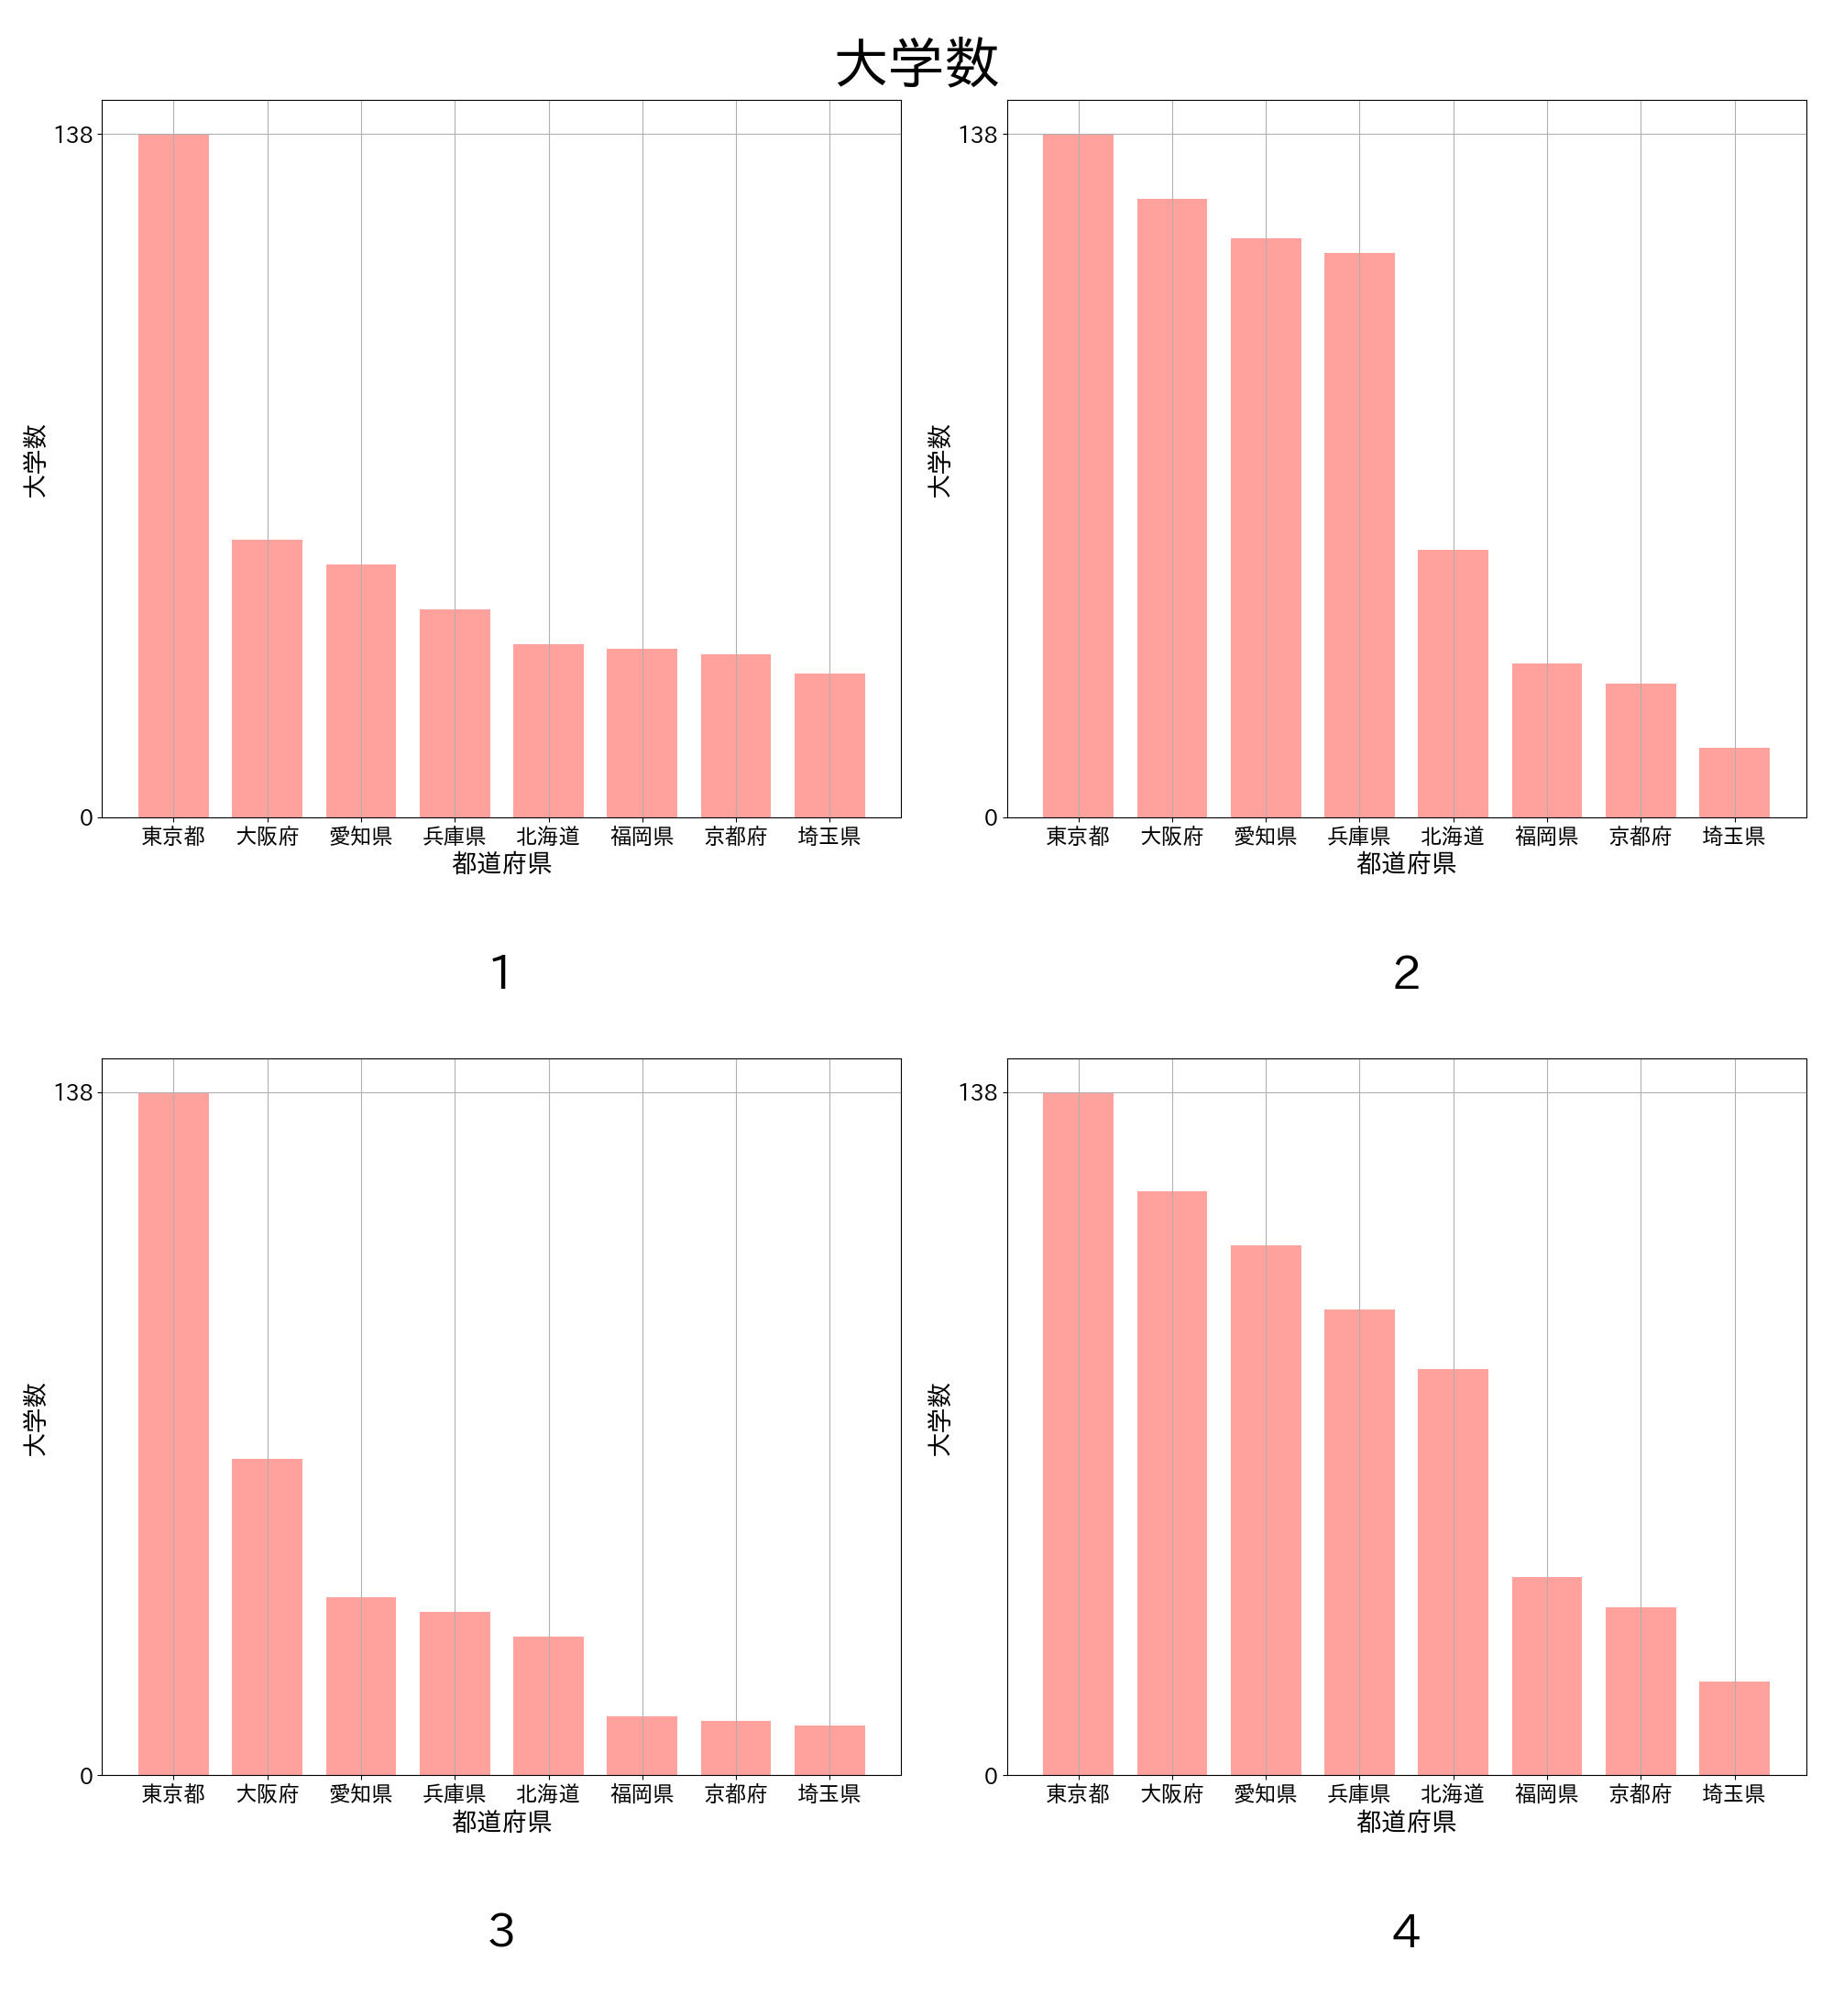 大学数
138
0
大学数
東京都 大阪府 愛知県 兵庫県 北海道 福岡県 京都府 埼玉県
都道府県
1
138
0
大学数
東京都 大阪府 愛知県 兵庫県 北海道 福岡県 京都府 埼玉県
都道府県
2
138
0
大学数
東京都 大阪府 愛知県 兵庫県 北海道 福岡県 京都府 埼玉県
都道府県
3
138
0
大学数
東京都 大阪府 愛知県 兵庫県 北海道 福岡県 京都府 埼玉県
都道府県
4